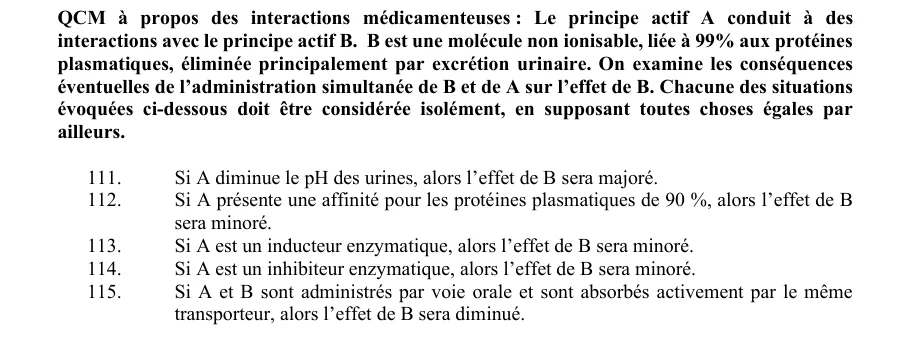 QCM à propos des interactions médicamenteuses : Le principe actif A conduit à des
interactions avec le principe actif B. B est une molécule non ionisable, liée à 99% aux protéines
plasmatiques, éliminée principalement par excrétion urinaire. On examine les conséquences
éventuelles de l'administration simultanée de B et de A sur l'effet de B. Chacune des situations
évoquées ci-dessous doit être considérée isolément, en supposant toutes choses égales par
ailleurs.
111. Si A diminue le pH des urines, alors l'effet de B sera majoré.
112. Si A présente une affinité pour les protéines plasmatiques de 90 %, alors l'effet de B
sera minoré.
113. Si A est un inducteur enzymatique, alors l'effet de B sera minoré.
114. Si A est un inhibiteur enzymatique, alors l'effet de B sera minoré.
115. Si A et B sont administrés par voie orale et sont absorbés activement par le même
transporteur, alors l'effet de B sera diminué.